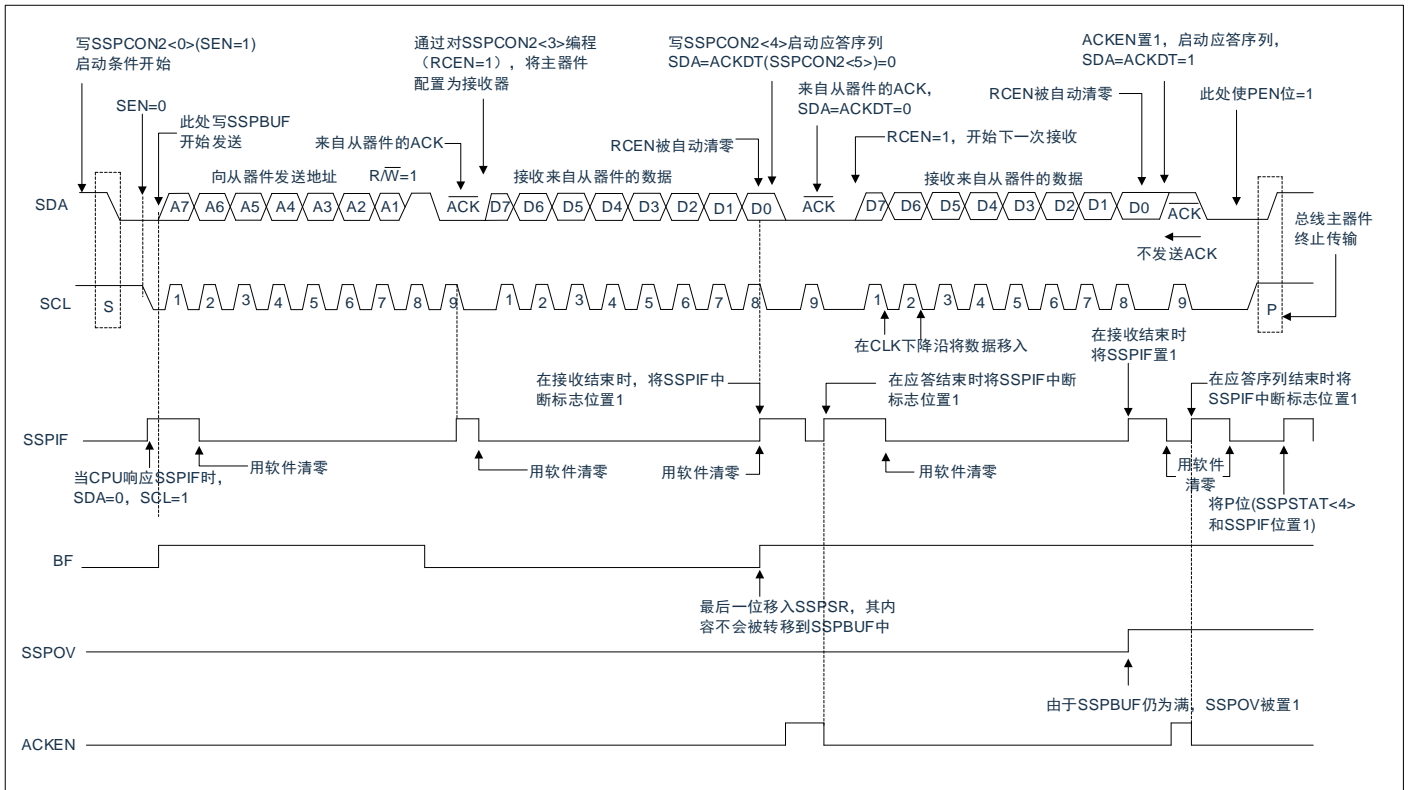 写SSPCON2<0>(SEN=1)
启动条件开始
SEN=0
此处写SSPBUF
开始发送
来自从器件的ACK
通过对SSPCON2<3>编程
（RCEN=1），将主器件
配置为接收器
写SSPCON2<4>启动应答序列
SDA=ACKDT(SSPCON2<5>)=0
来自从器件的ACK,
SDA=ACKDT=0
RCEN被自动清零
RCEN=1，开始下一次接收
ACKEN置1，启动应答序列，
SDA=ACKDT=1
RCEN被自动清零
此处使PEN位=1
向从器件发送地址
R/W=1
接收来自从器件的数据
接收来自从器件的数据
SDA
A7 A6 A5 A4 A3 A2 A1 ACK D7 D6 D5 D4 D3 D2 D1 D0 ACK D7 D6 D5 D4 D3 D2 D1 D0 ACK
不发送ACK
总线主器件
终止传输
SCL
S 1 2 3 4 5 6 7 8 9 1 2 3 4 5 6 7 8 9 1 2 3 4 5 6 7 8 9 P
在CLK下降沿将数据移入
在接收结束时
将SSPIF置1
在接收结束时，将SSPIF中
断标志位置1
在应答结束时将SSPIF中断
标志位置1
在应答序列结束时将
SSPIF中断标志位置1
SSPIF
当CPU响应SSPIF时，
SDA=0，SCL=1
用软件清零
用软件清零
用软件清零
用软件清零
用软件
清零
将P位(SSPSTAT<4>
和SSPIF位置1)
BF
最后一位移入SSPSR，其内
容不会被转移到SSPBUF中
SSPOV
由于SSPBUF仍为满，SSPOV被置1
ACKEN